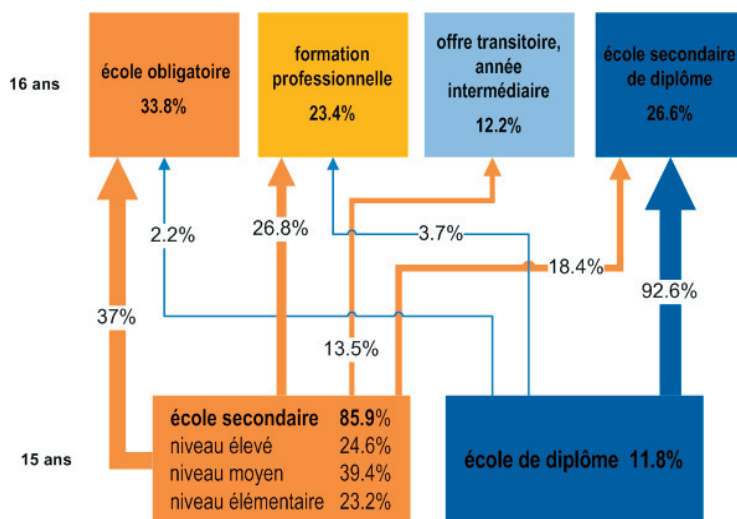 16 ans
école obligatoire
33.8%
formation
professionnelle
23.4%
offre transitoire,
année
intermédiaire
12.2%
école secondaire
de diplôme
26.6%
2.2%
26.8%
3.7%
18.4%
92.6%
37%
13.5%
15 ans
école secondaire 85.9%
niveau élevé 24.6%
niveau moyen 39.4%
niveau élémentaire 23.2%
école de diplôme 11.8%